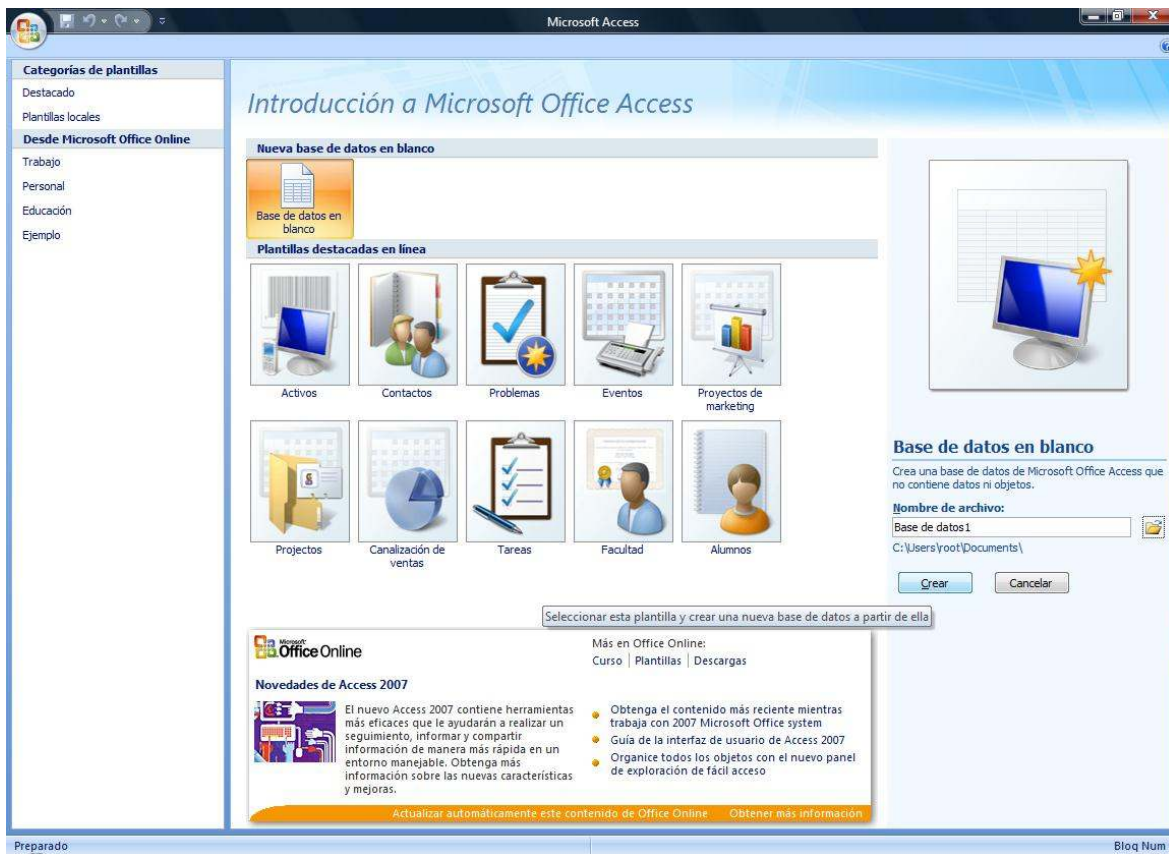 Microsoft Access
Categorías de plantillas
Destacado
Plantillas locales
Desde Microsoft Office Online
Trabajo
Personal
Educación
Ejemplo
Introducción a Microsoft Office Access
Nueva base de datos en blanco
Base de datos en
blanco
Plantillas destacadas en línea
Activos
Contactos
Problemas
Eventos
Proyectos de
marketing
Projectos
Canalización de
ventas
Tareas
Facultad
Alumnos
Seleccionar esta plantilla y crear una nueva base de datos a partir de ella
Microsoft
Office Online
Más en Office Online:
Curso | Plantillas | Descargas
Novedades de Access 2007
El nuevo Access 2007 contiene herramientas
más eficaces que le ayudarán a realizar un
seguimiento, informar y compartir
información de manera más rápida en un
entorno manejable. Obtenga más
información sobre las nuevas características
y mejoras.
Obtenga el contenido más reciente mientras
trabaja con 2007 Microsoft Office system
Guía de la interfaz de usuario de Access 2007
Organice todos los objetos con el nuevo panel
de exploración de fácil acceso
Actualizar automáticamente este contenido de Office Online
Obtener más información
Base de datos en blanco
Crea una base de datos de Microsoft Office Access que
no contiene datos ni objetos.
Nombre de archivo:
Base de datos1
C:\Users\root\Documents\
Crear
Cancelar
Preparado
Bloq Num